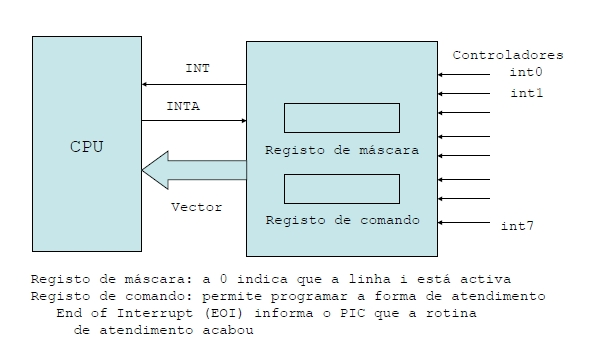 Controladores
INT
int0
int1
INTA
CPU
Registo de máscara
Vector
Registo de comando
int7
Registo de máscara: a 0 indica que a linha i está activa
Registo de comando: permite programar a forma de atendimento
End of Interrupt (EOI) informa o PIC que a rotina
de atendimento acabou